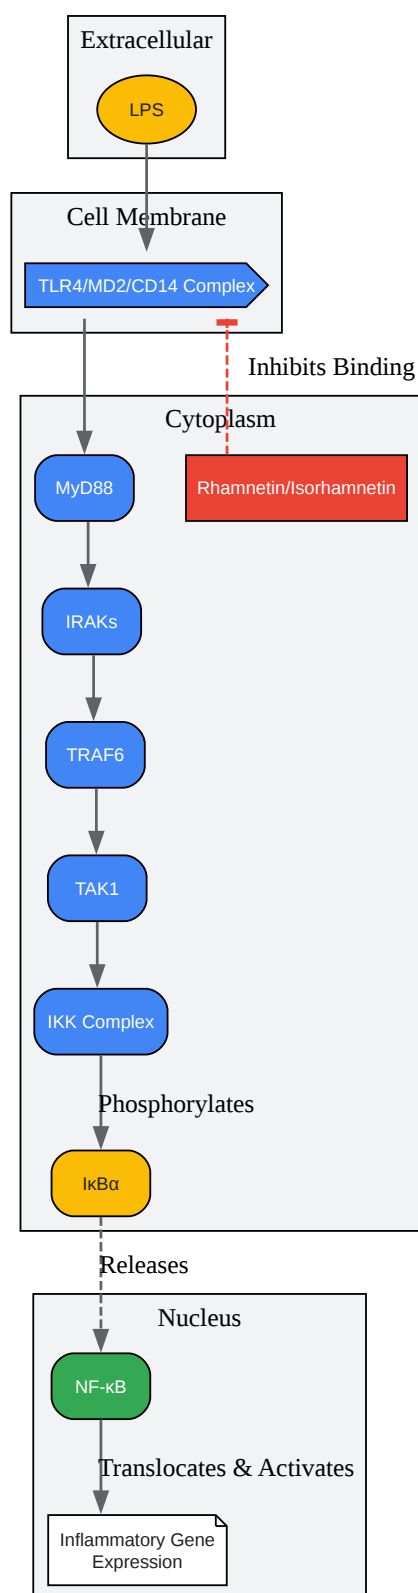 Extracellular
LPS
Cell Membrane
TLR4/MD2/CD14 Complex
Inhibits Binding
Cytoplasm
MyD88
Rhamnetin/Isorhamnetin
IRAKs
TRAF6
TAK1
IKK Complex
Phosphorylates
IκBα
Releases
Nucleus
NF-κB
Translocates & Activates
Inflammatory Gene
Expression